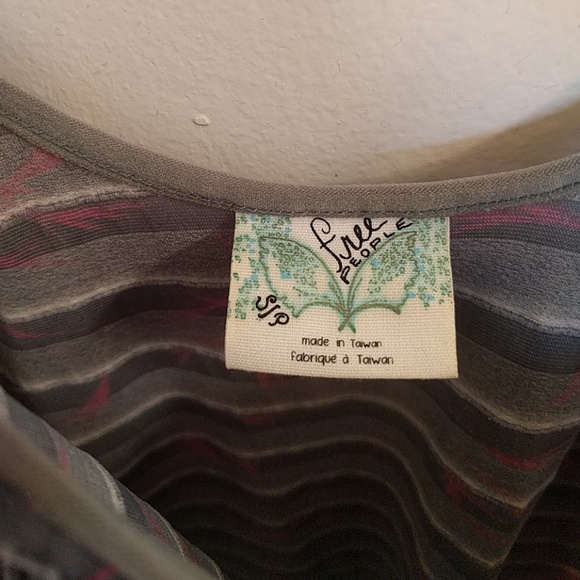 free
PEOPLE
S/P
made in Taiwan
fabriqué à Taiwan